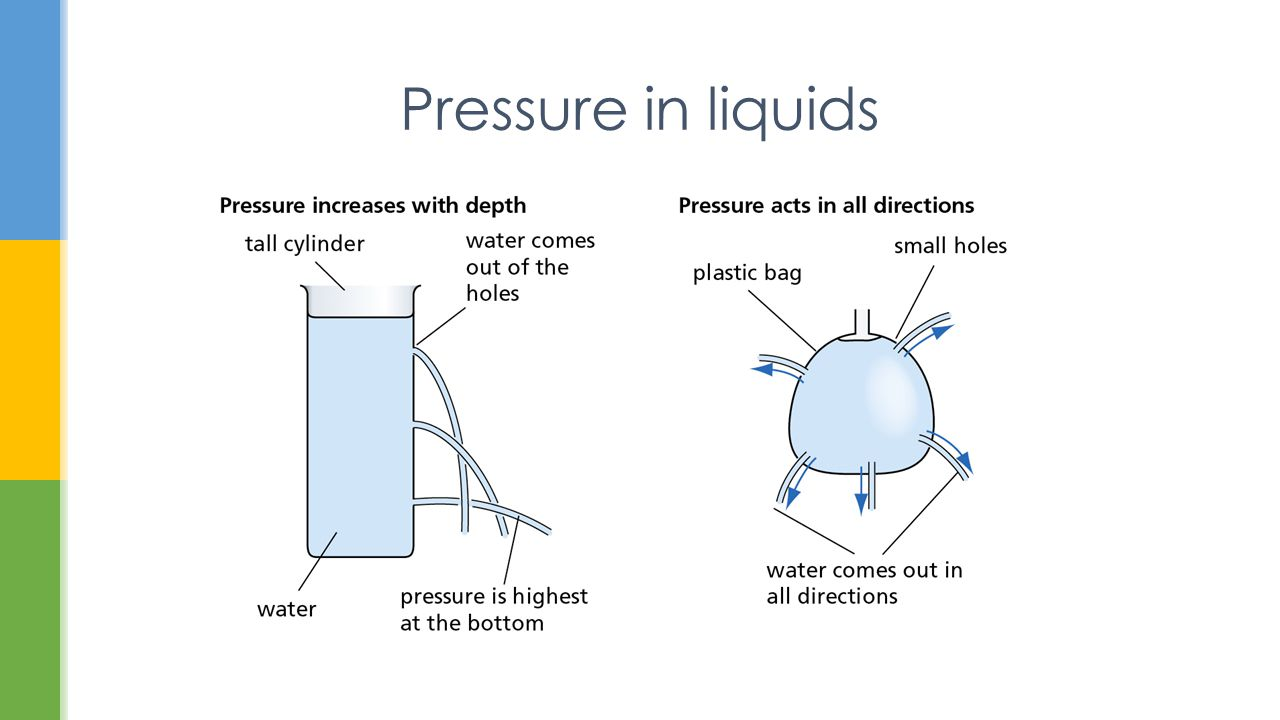 Pressure in liquids
Pressure increases with depth
tall cylinder
water comes
out of the
holes
water
pressure is highest
at the bottom
Pressure acts in all directions
small holes
plastic bag
water comes out in
all directions